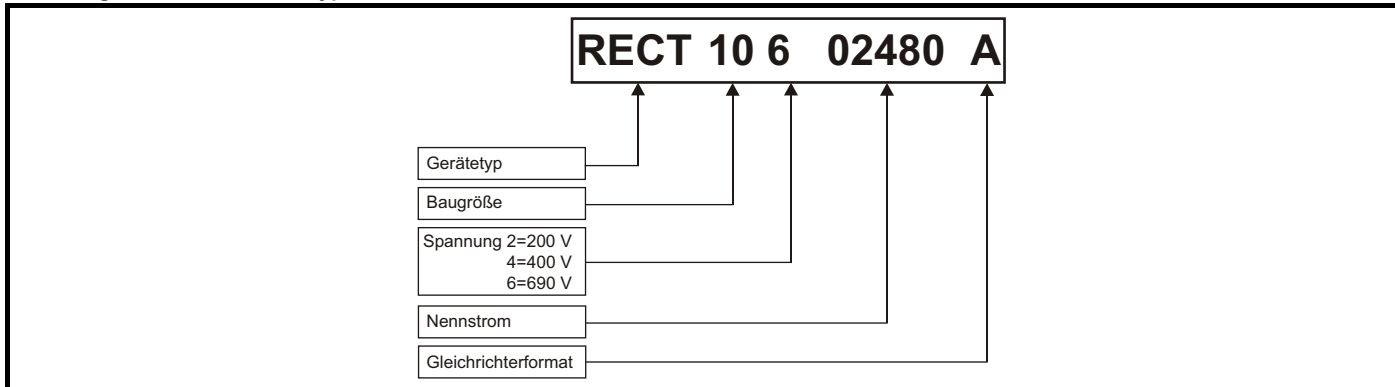 RECT 10 6 02480 A
Gerätetyp
Baugröße
Spannung 2=200 V
4=400 V
6=690 V
Nennstrom
Gleichrichterformat